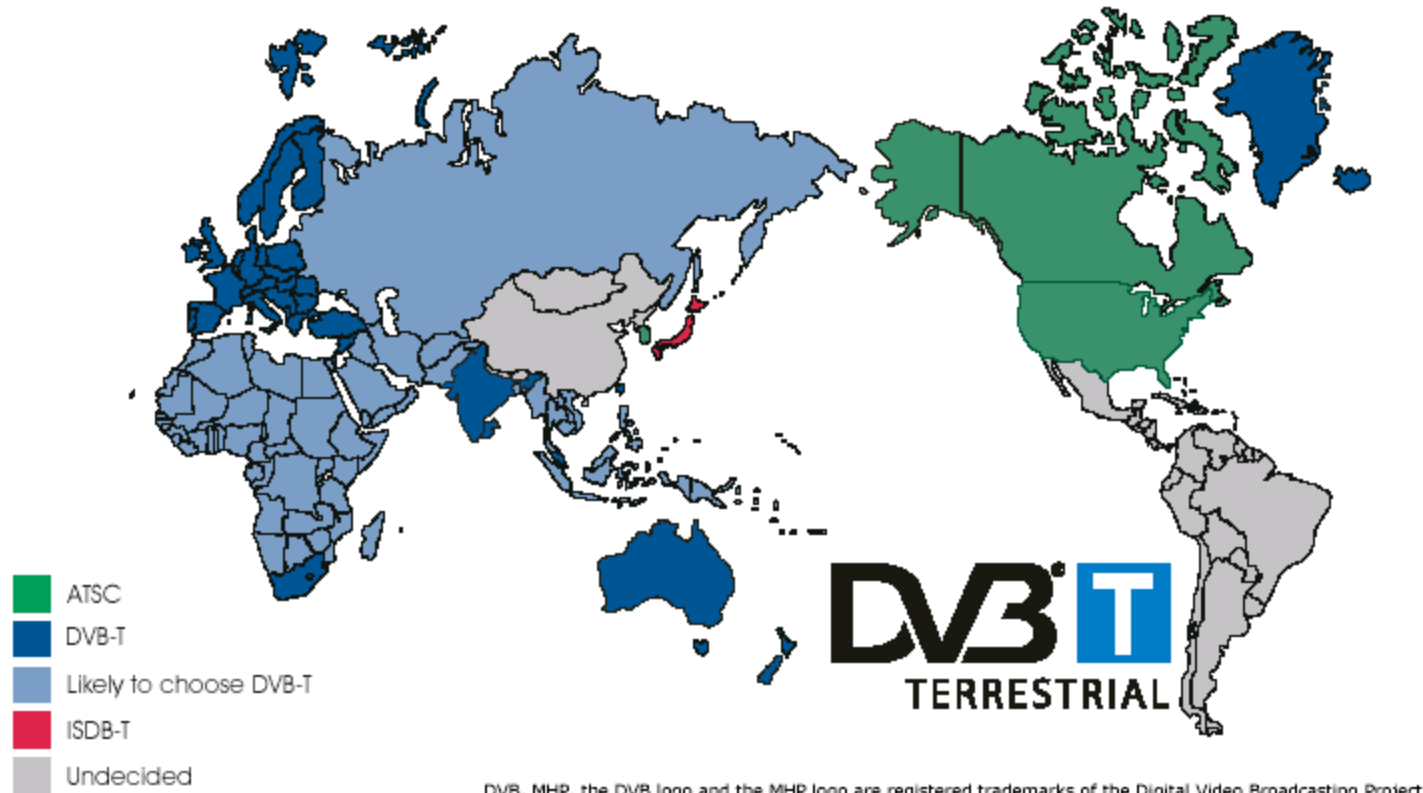 ATSC
DVB-T
Likely to choose DVB-T
ISDB-T
Undecided
DVB® T
TERRESTRIAL
DVB, MHP, the DVB logo and the MHP logo are registered trademarks of the Digital Video Broadcasting Project